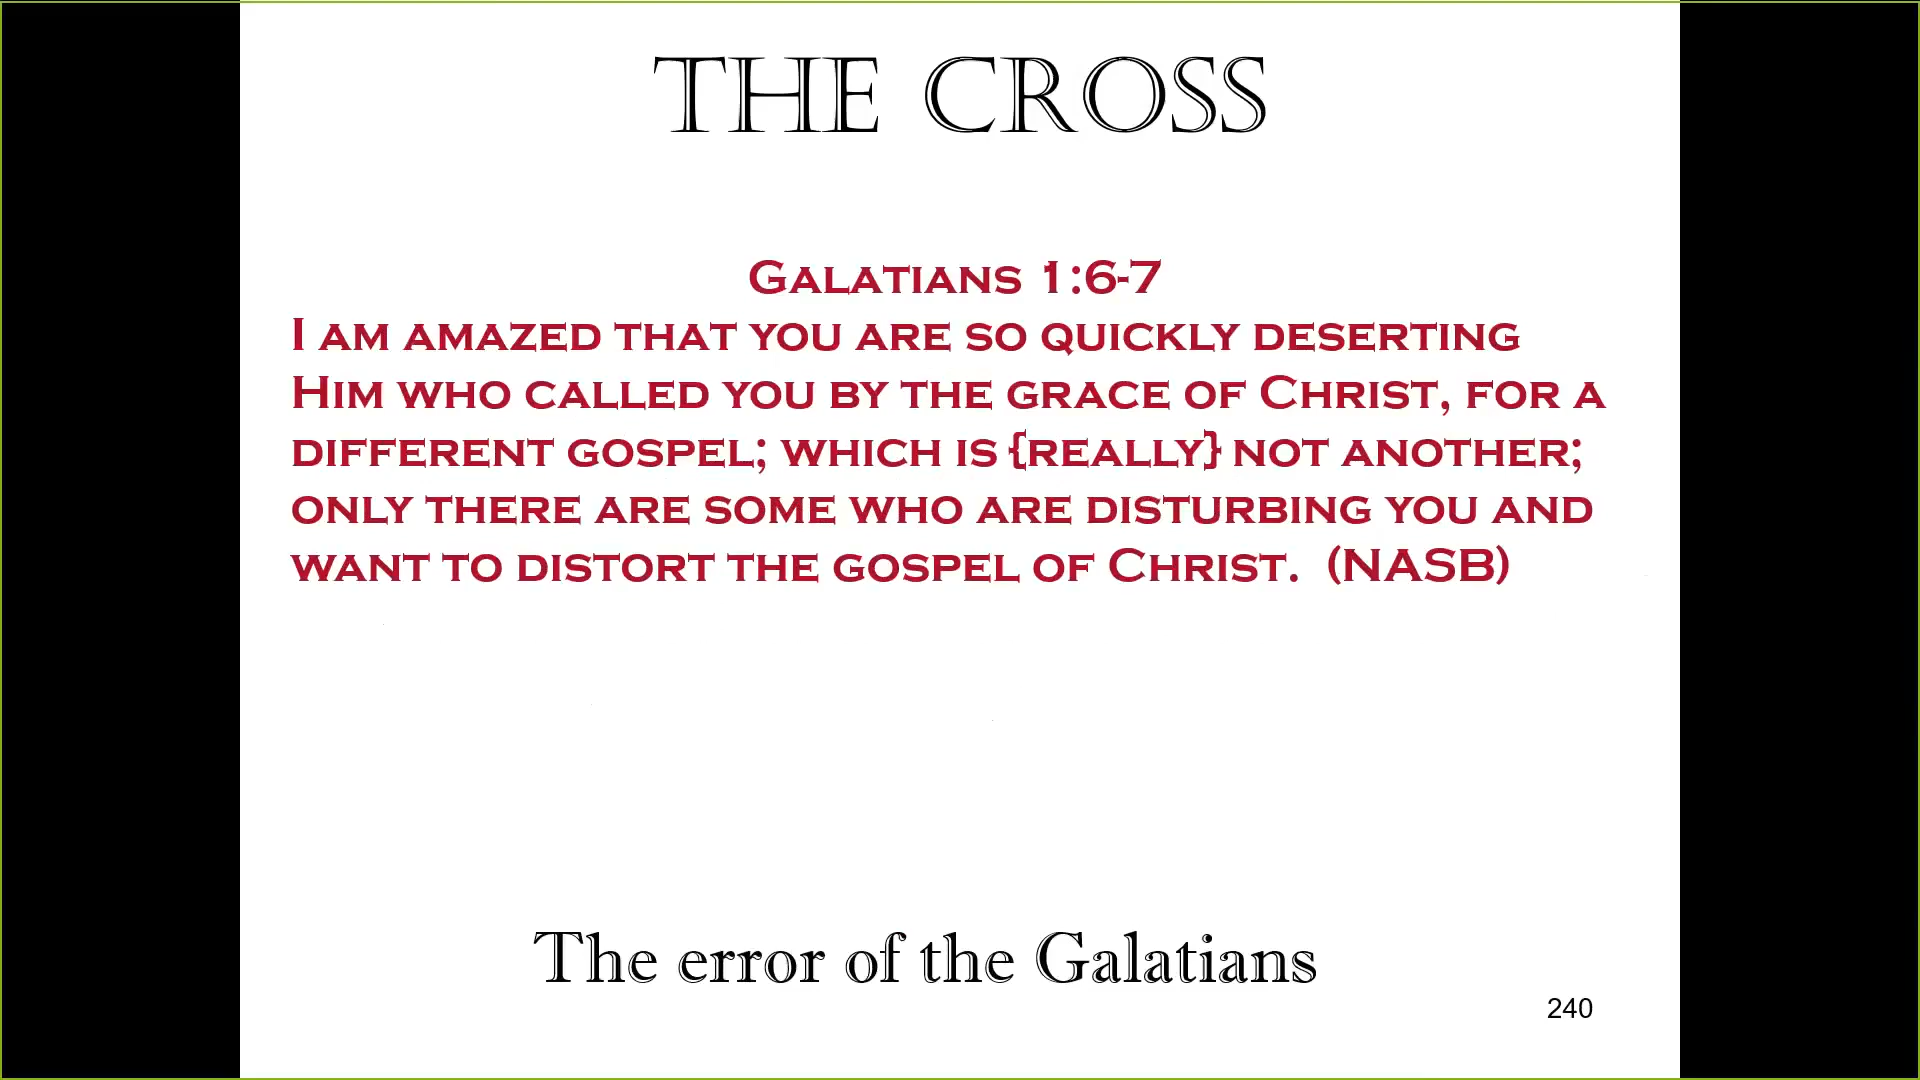 THE CROSS
Galatians 1:6-7
I am amazed that you are so quickly deserting
Him who called you by the grace of Christ, for a
different gospel; which is {really} not another;
only there are some who are disturbing you and
want to distort the gospel of Christ.  (NASB)
The error of the Galatians
240